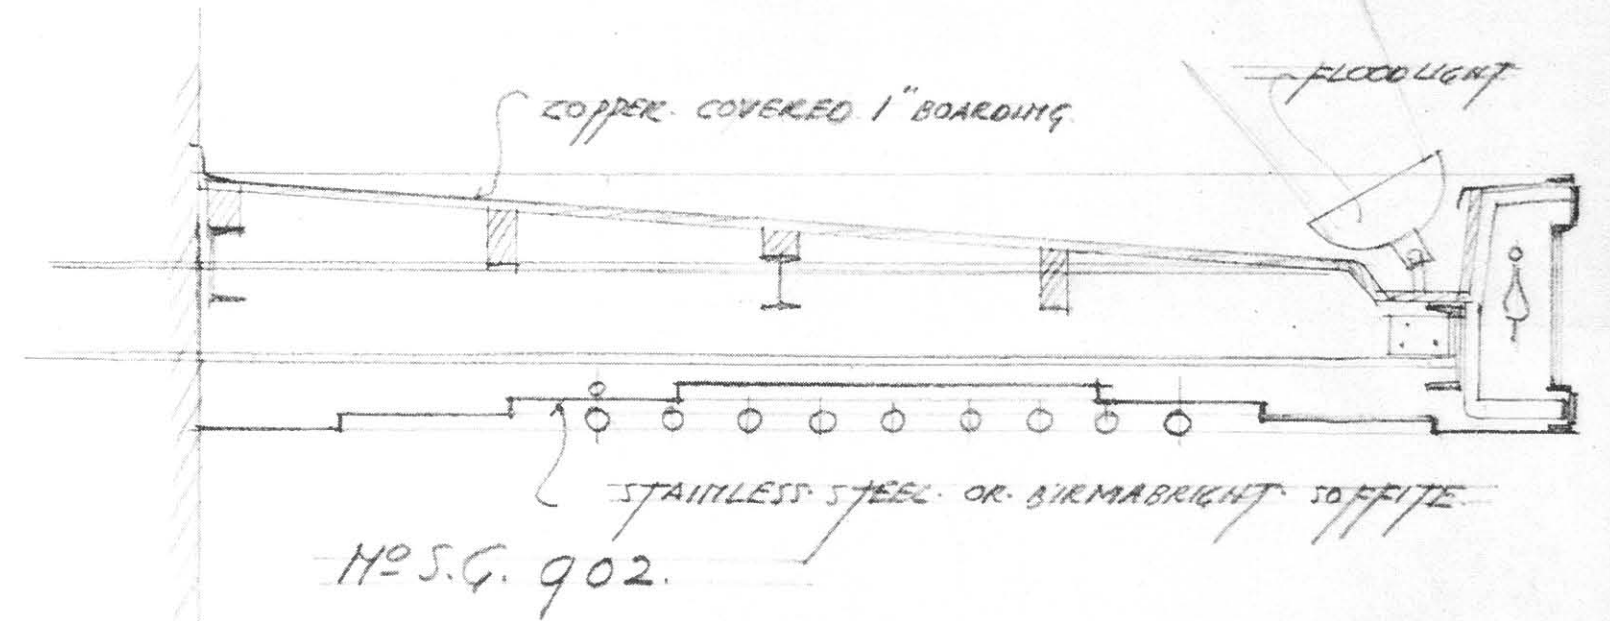 FLOODLIGHT
COPPER. COVERED 1" BOARDING.
STAINLESS. STEEL. OR. BIRMABRIGHT. SOFFITE.
Nº S.G. 902.